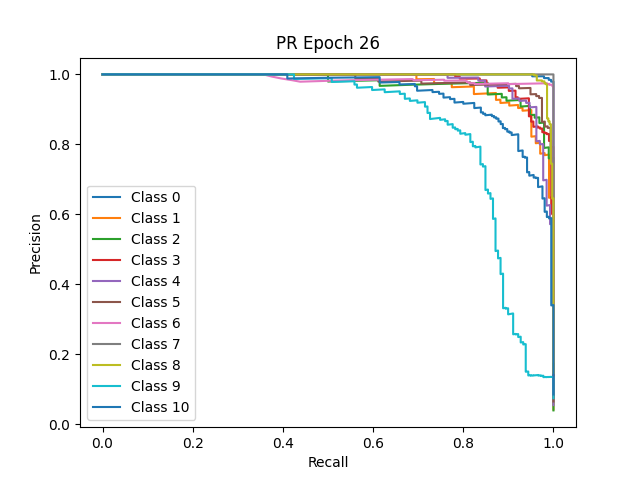 PR Epoch 26
1.0
0.8
0.6
0.4
0.2
0.0
Precision
Class 0
Class 1
Class 2
Class 3
Class 4
Class 5
Class 6
Class 7
Class 8
Class 9
Class 10
0.0 0.2 0.4 0.6 0.8 1.0
Recall